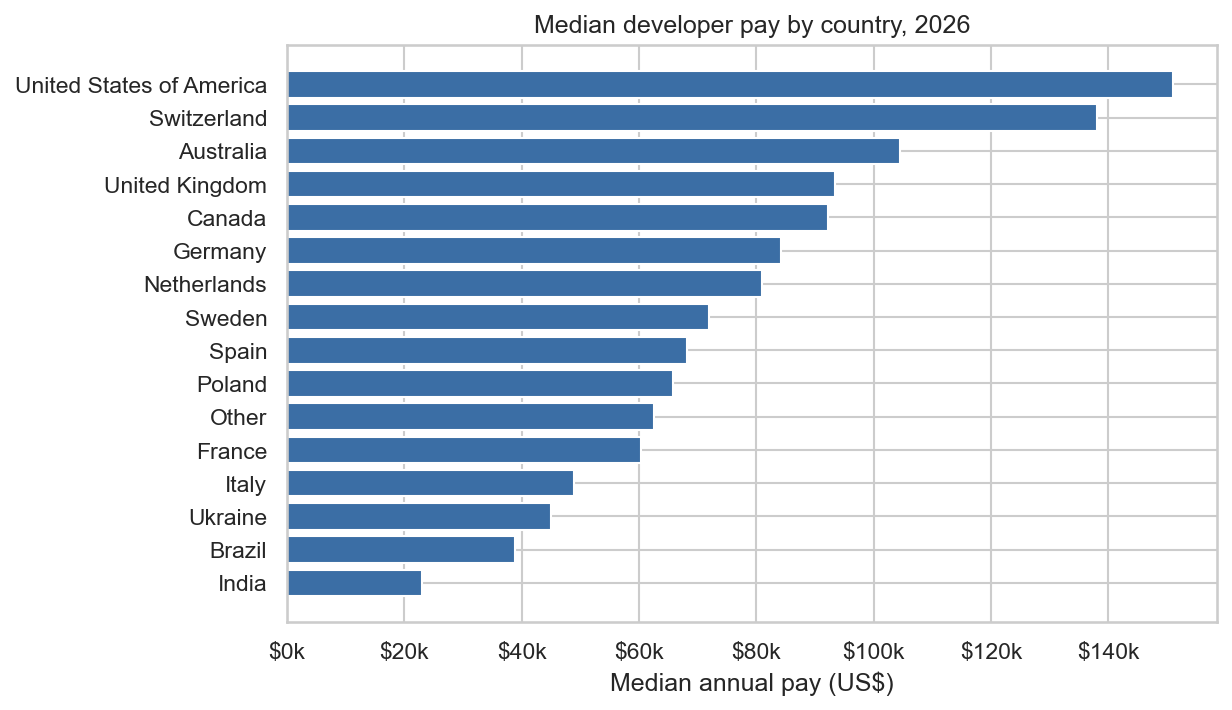 Median developer pay by country, 2026
United States of America
Switzerland
Australia
United Kingdom
Canada
Germany
Netherlands
Sweden
Spain
Poland
Other
France
Italy
Ukraine
Brazil
India
$0k $20k $40k $60k $80k $100k $120k $140k
Median annual pay (US$)